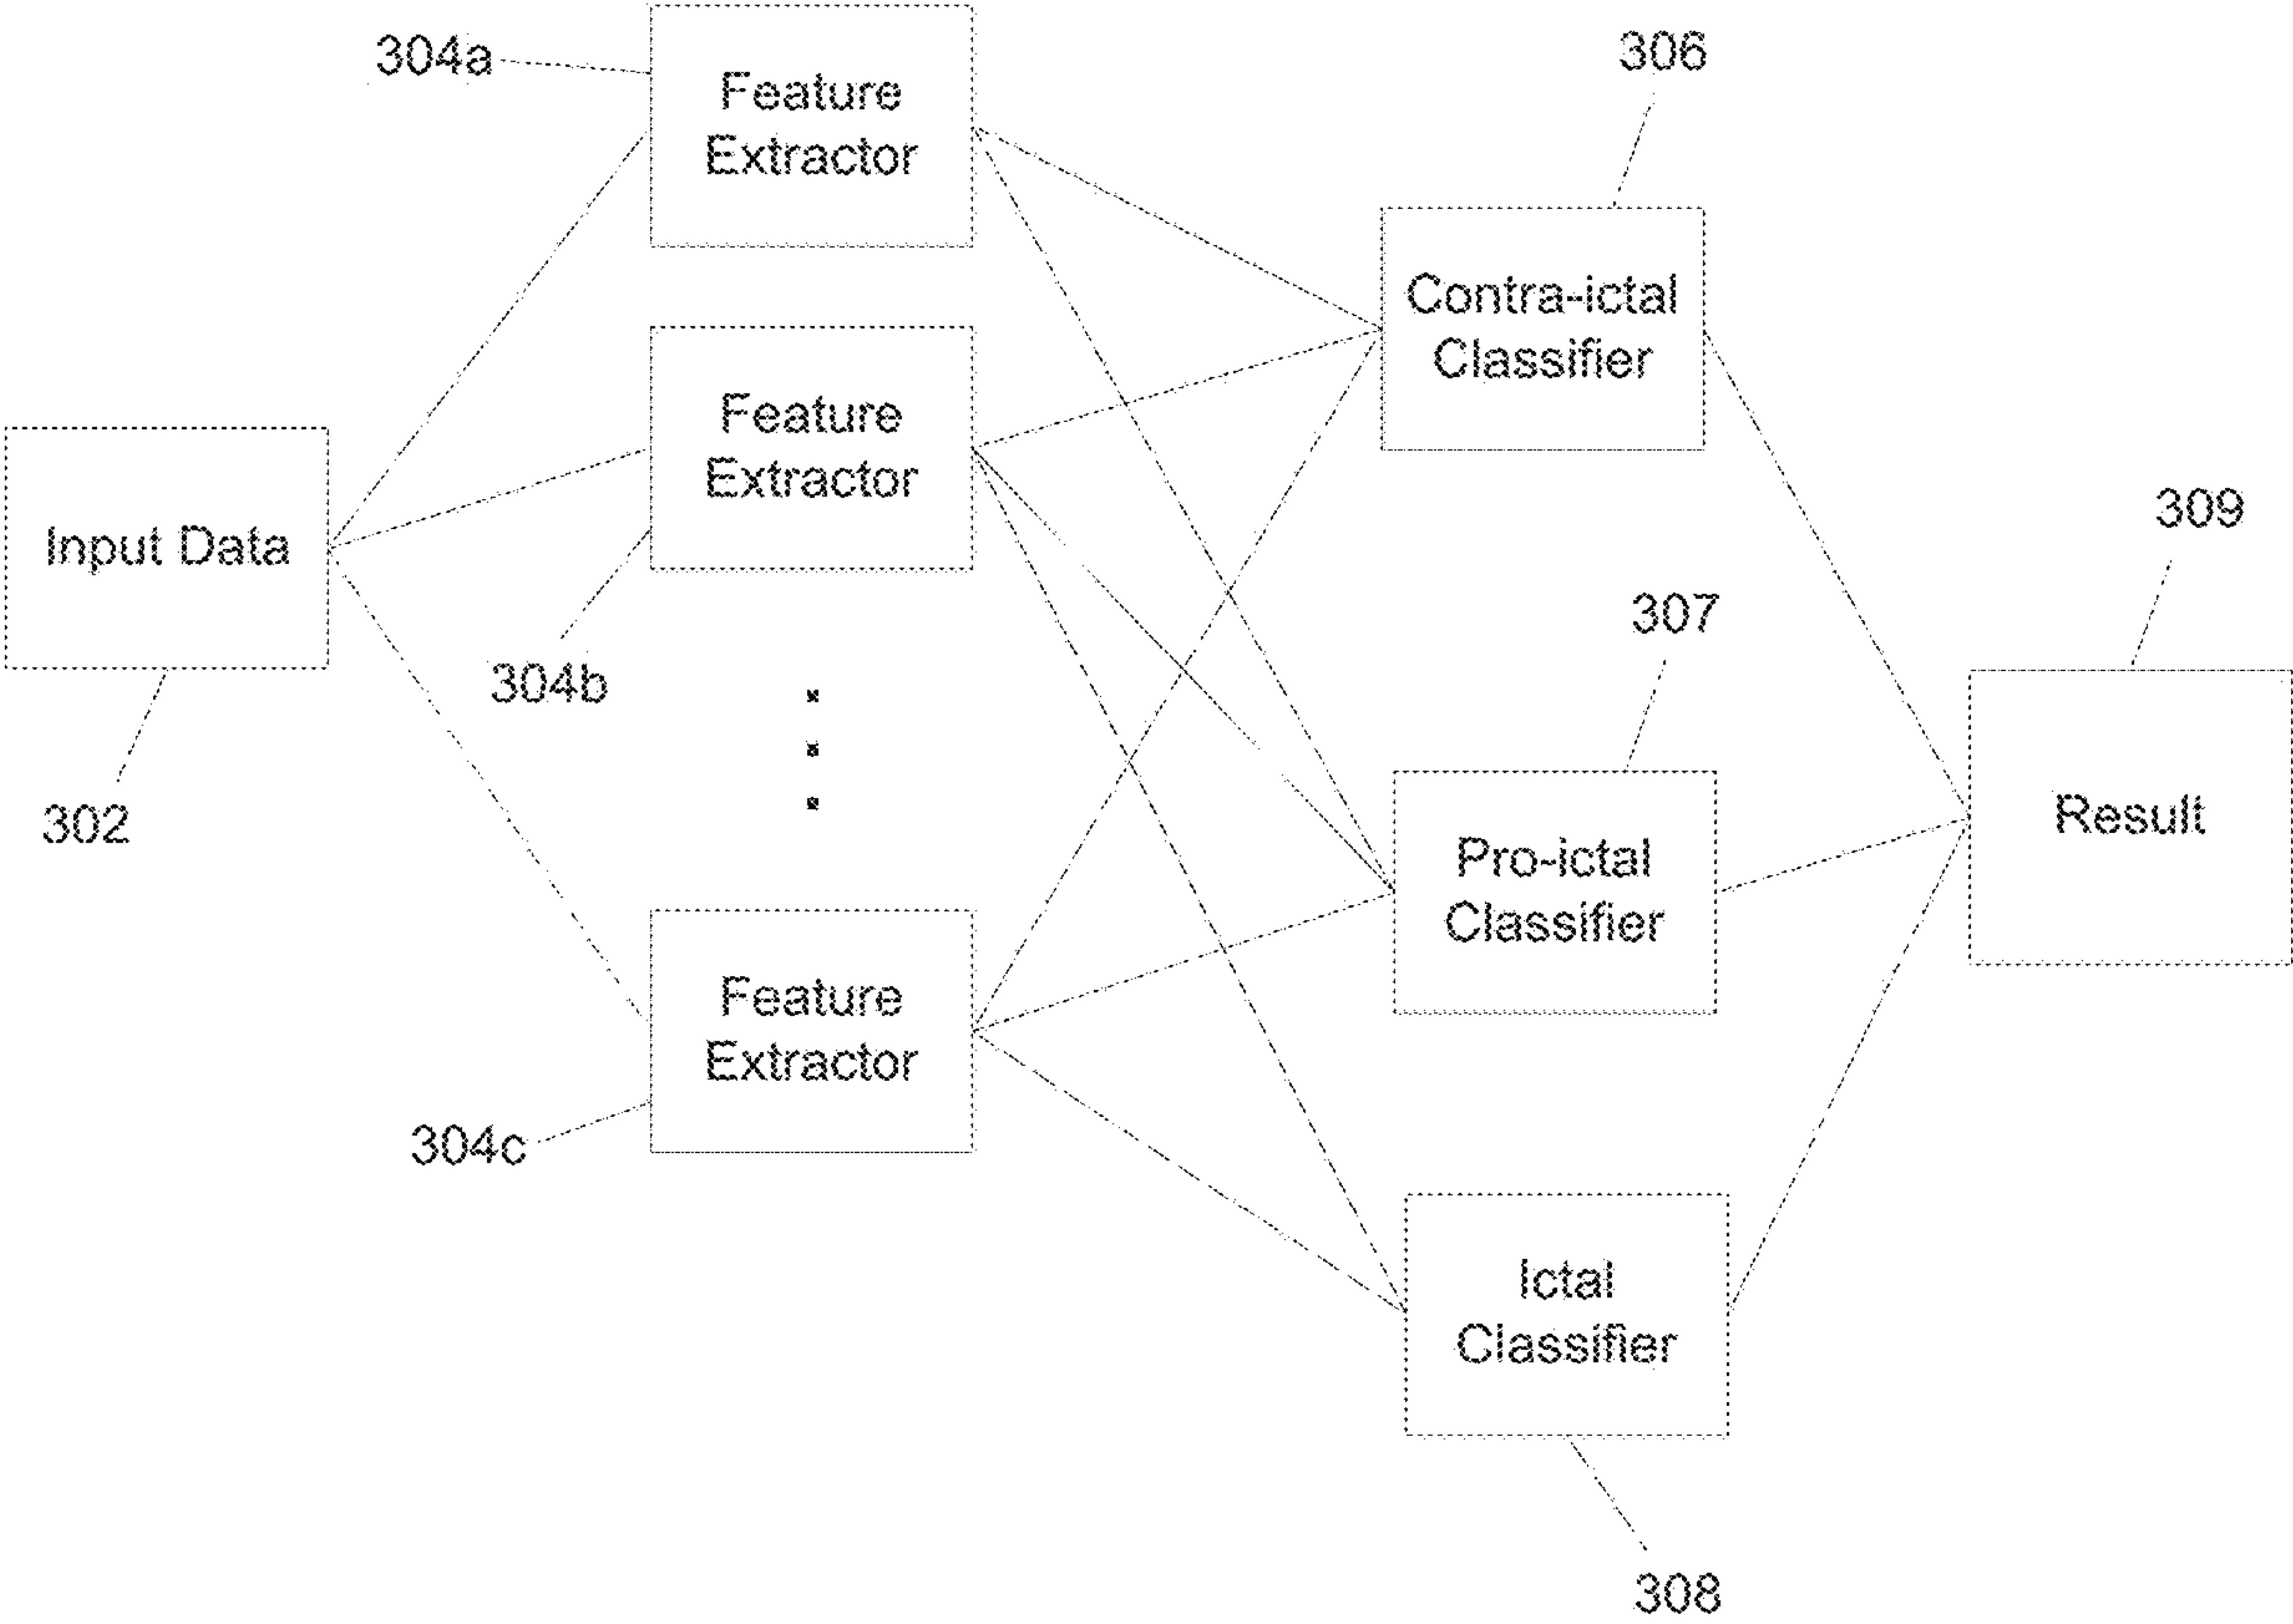 304a
Feature
Extractor
306
Contra-ictal
Classifier
Feature
Extractor
304b
Input Data
302
309
307
Result
Pro-ictal
Classifier
Feature
Extractor
304c
Ictal
Classifier
308